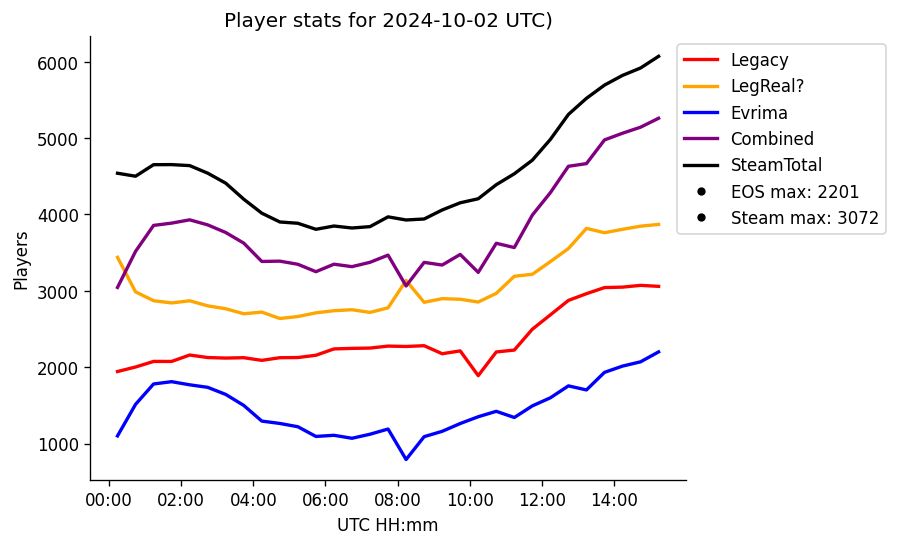 Player stats for 2024-10-02 UTC)
Players
6000
5000
4000
3000
2000
1000
00:00 02:00 04:00 06:00 08:00 10:00 12:00 14:00
UTC HH:mm
Legacy
LegReal?
Evrima
Combined
SteamTotal
EOS max: 2201
Steam max: 3072